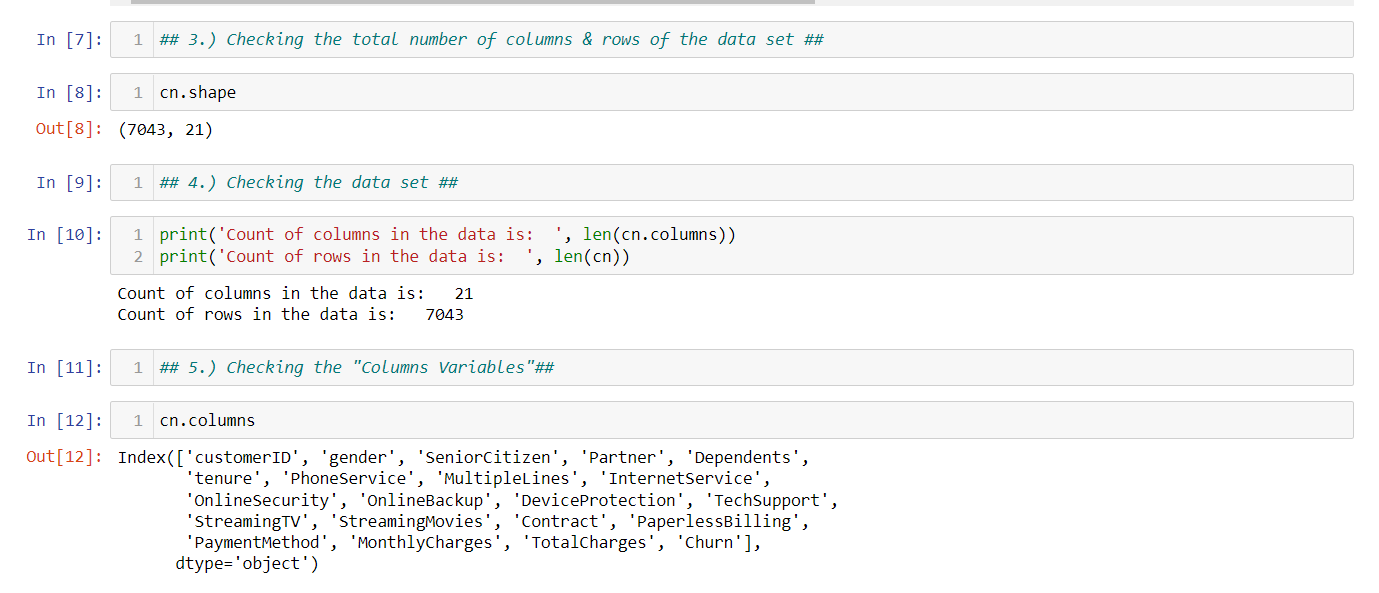 In [7]: 1 ## 3.) Checking the total number of columns & rows of the data set ##
In [8]: 1 cn.shape
Out[8]: (7043, 21)
In [9]: 1 ## 4.) Checking the data set ##
In [10]: 1 print('Count of columns in the data is:  ', len(cn.columns))
2 print('Count of rows in the data is:  ', len(cn))
Count of columns in the data is:   21
Count of rows in the data is:   7043
In [11]: 1 ## 5.) Checking the "Columns Variables"##
In [12]: 1 cn.columns
Out[12]: Index(['customerID', 'gender', 'SeniorCitizen', 'Partner', 'Dependents',
'tenure', 'PhoneService', 'MultipleLines', 'InternetService',
'OnlineSecurity', 'OnlineBackup', 'DeviceProtection', 'TechSupport',
'StreamingTV', 'StreamingMovies', 'Contract', 'PaperlessBilling',
'PaymentMethod', 'MonthlyCharges', 'TotalCharges', 'Churn'],
dtype='object')